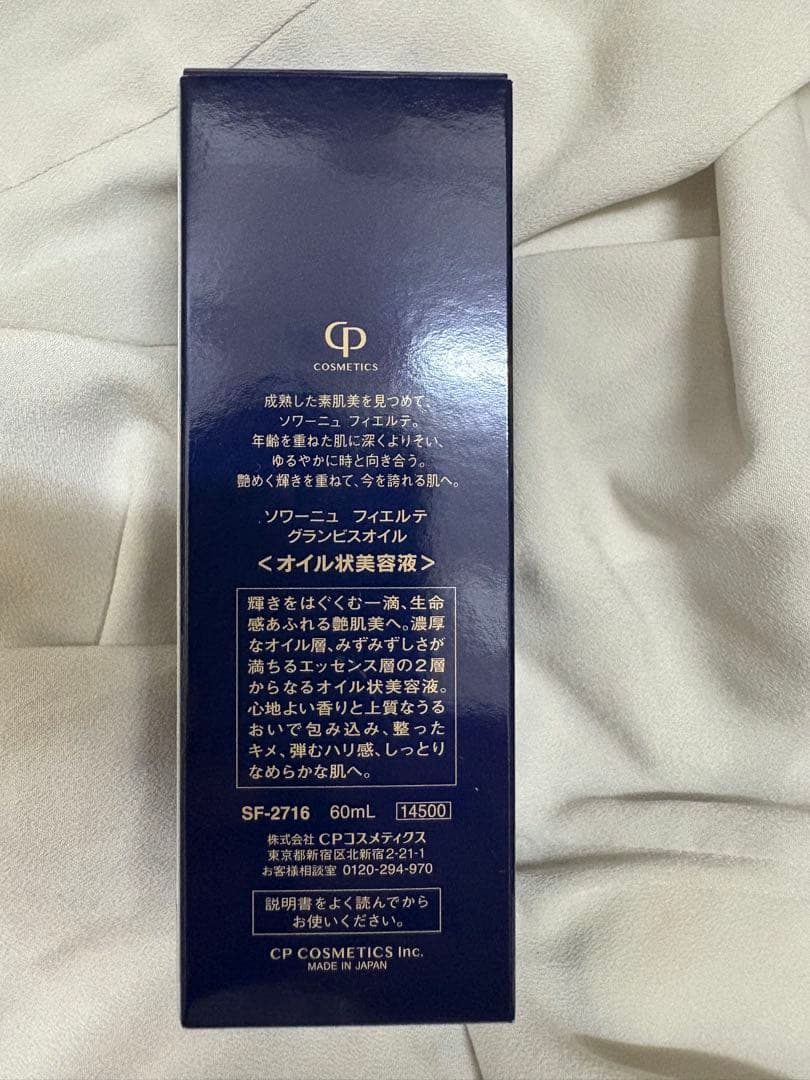 CP
COSMETICS
成熟した素肌美を見つめて、
ソワーニュ フィエルテ。
年齢を重ねた肌に深くよりそい、
ゆるやかに時と向き合う。
艶めく輝きを重ねて、今を誇れる肌へ。
ソワーニュ フィエルテ
グランビスオイル
<オイル状美容液>
輝きをはぐくむ一滴、生命
感あふれる艶肌美へ。濃厚
なオイル層、みずみずしさが
満ちるエッセンス層の2層
からなるオイル状美容液。
心地よい香りと上質なうる
おいで包み込み、整った
キメ、弾むハリ感、しっとり
なめらかな肌へ。
SF-2716 60mL 14500
株式会社 CPコスメティクス
東京都新宿区北新宿2-21-1
お客様相談室 0120-294-970
説明書をよく読んでから
お使いください。
CP COSMETICS Inc.
MADE IN JAPAN